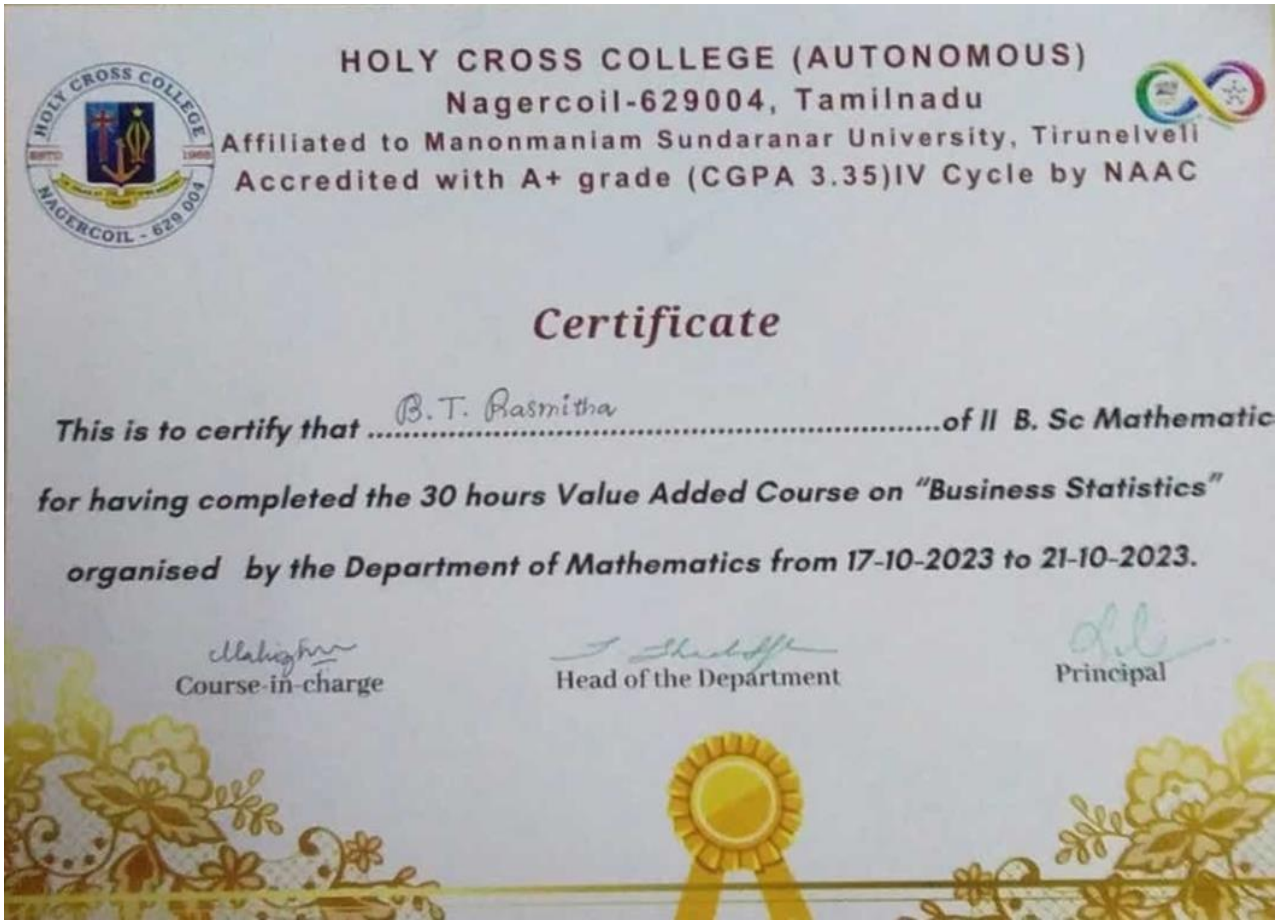 HOLY CROSS COLLEGE (AUTONOMOUS)
Nagercoil-629004, Tamilnadu
Affiliated to Manonmaniam Sundaranar University, Tirunelveli
Accredited with A+ grade (CGPA 3.35)IV Cycle by NAAC
HOLY CROSS COLLEGE
ESTD 1965
NAGERCOIL - 629 004
Certificate
This is to certify that B.T. Rasmitha of II B. Sc Mathematic
for having completed the 30 hours Value Added Course on "Business Statistics"
organised by the Department of Mathematics from 17-10-2023 to 21-10-2023.
Course-in-charge Head of the Department Principal